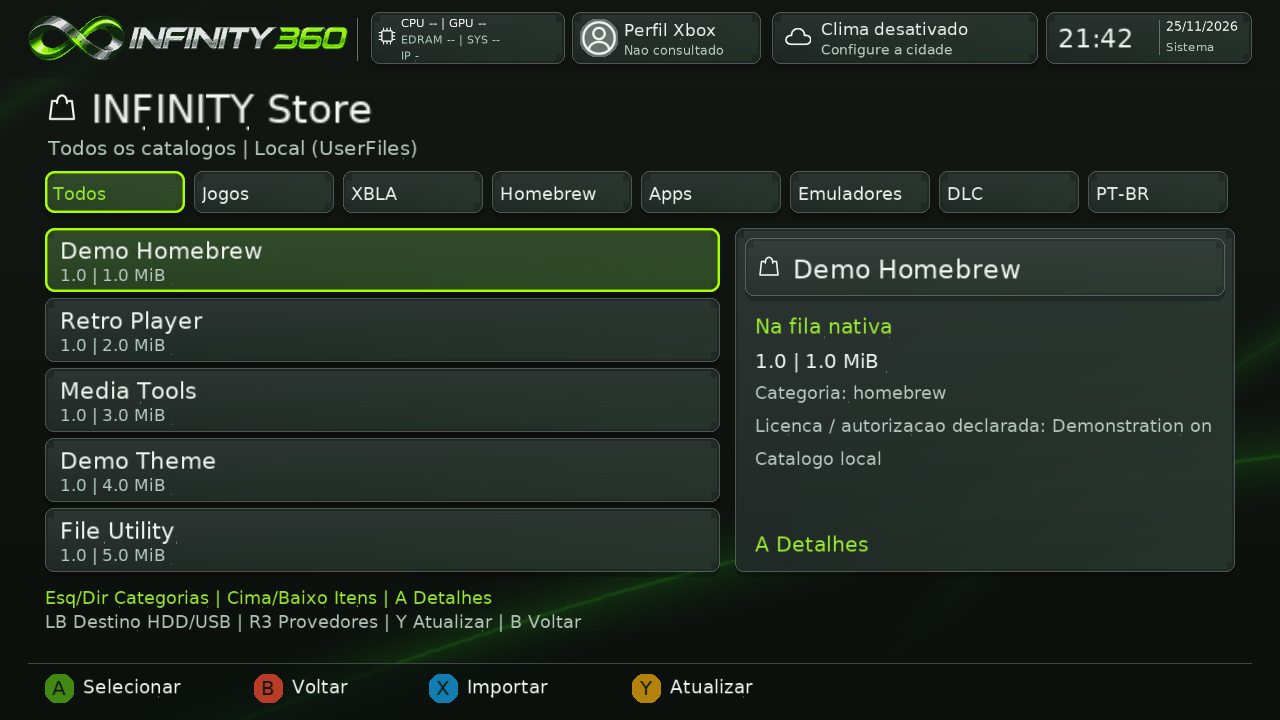 INFINITY 360
CPU -- | GPU --
EDRAM -- | SYS --
IP -
Perfil Xbox
Nao consultado
Clima desativado
Configure a cidade
21:42
25/11/2026
Sistema
INFINITY Store
Todos os catalogos | Local (UserFiles)
Todos
Jogos
XBLA
Homebrew
Apps
Emuladores
DLC
PT-BR
Demo Homebrew
1.0 | 1.0 MiB
Retro Player
1.0 | 2.0 MiB
Media Tools
1.0 | 3.0 MiB
Demo Theme
1.0 | 4.0 MiB
File Utility
1.0 | 5.0 MiB
Demo Homebrew
Na fila nativa
1.0 | 1.0 MiB
Categoria: homebrew
Licenca / autorizacao declarada: Demonstration on
Catalogo local
A Detalhes
Esq/Dir Categorias | Cima/Baixo Itens | A Detalhes
LB Destino HDD/USB | R3 Provedores | Y Atualizar | B Voltar
A Selecionar
B Voltar
X Importar
Y Atualizar